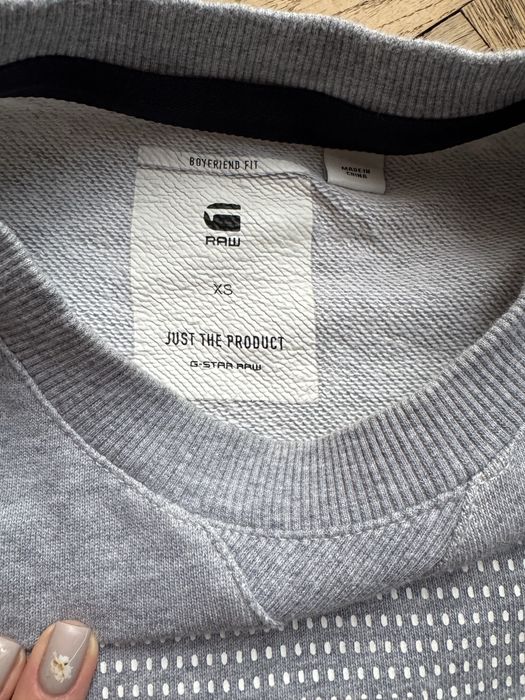 BOYFRIEND FIT
MADE IN
CHINA
RAW
XS
JUST THE PRODUCT
G-STAR RAW